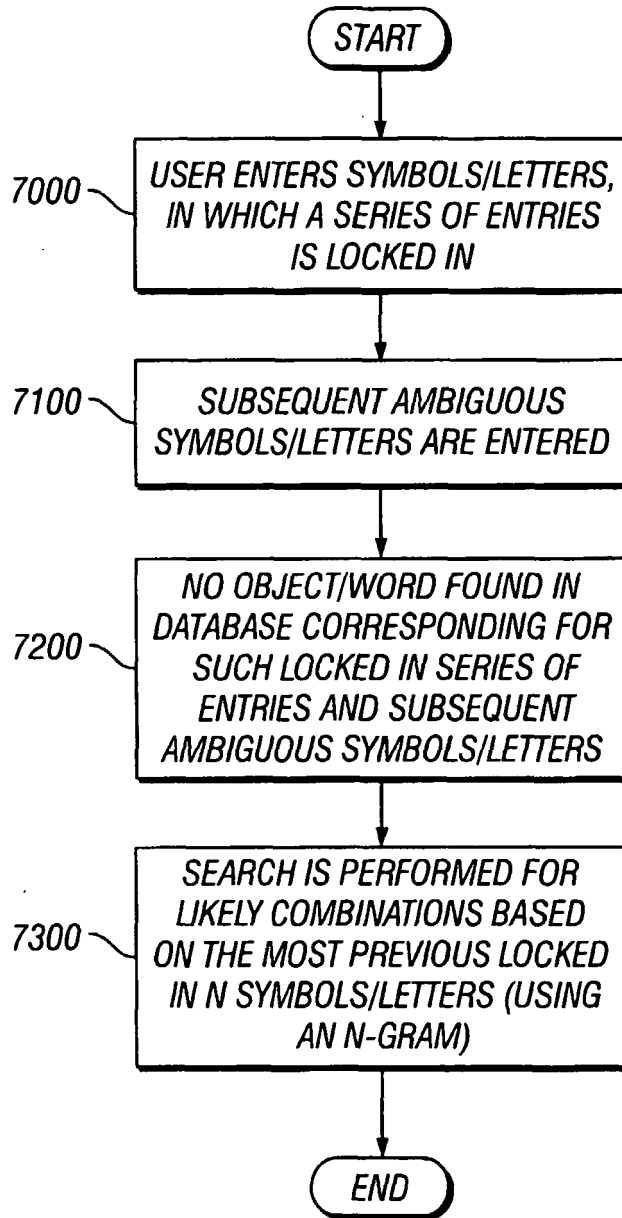 START
7000
USER ENTERS SYMBOLS/LETTERS,
IN WHICH A SERIES OF ENTRIES
IS LOCKED IN
7100
SUBSEQUENT AMBIGUOUS
SYMBOLS/LETTERS ARE ENTERED
7200
NO OBJECT/WORD FOUND IN
DATABASE CORRESPONDING FOR
SUCH LOCKED IN SERIES OF
ENTRIES AND SUBSEQUENT
AMBIGUOUS SYMBOLS/LETTERS
7300
SEARCH IS PERFORMED FOR
LIKELY COMBINATIONS BASED
ON THE MOST PREVIOUS LOCKED
IN N SYMBOLS/LETTERS (USING
AN N-GRAM)
END